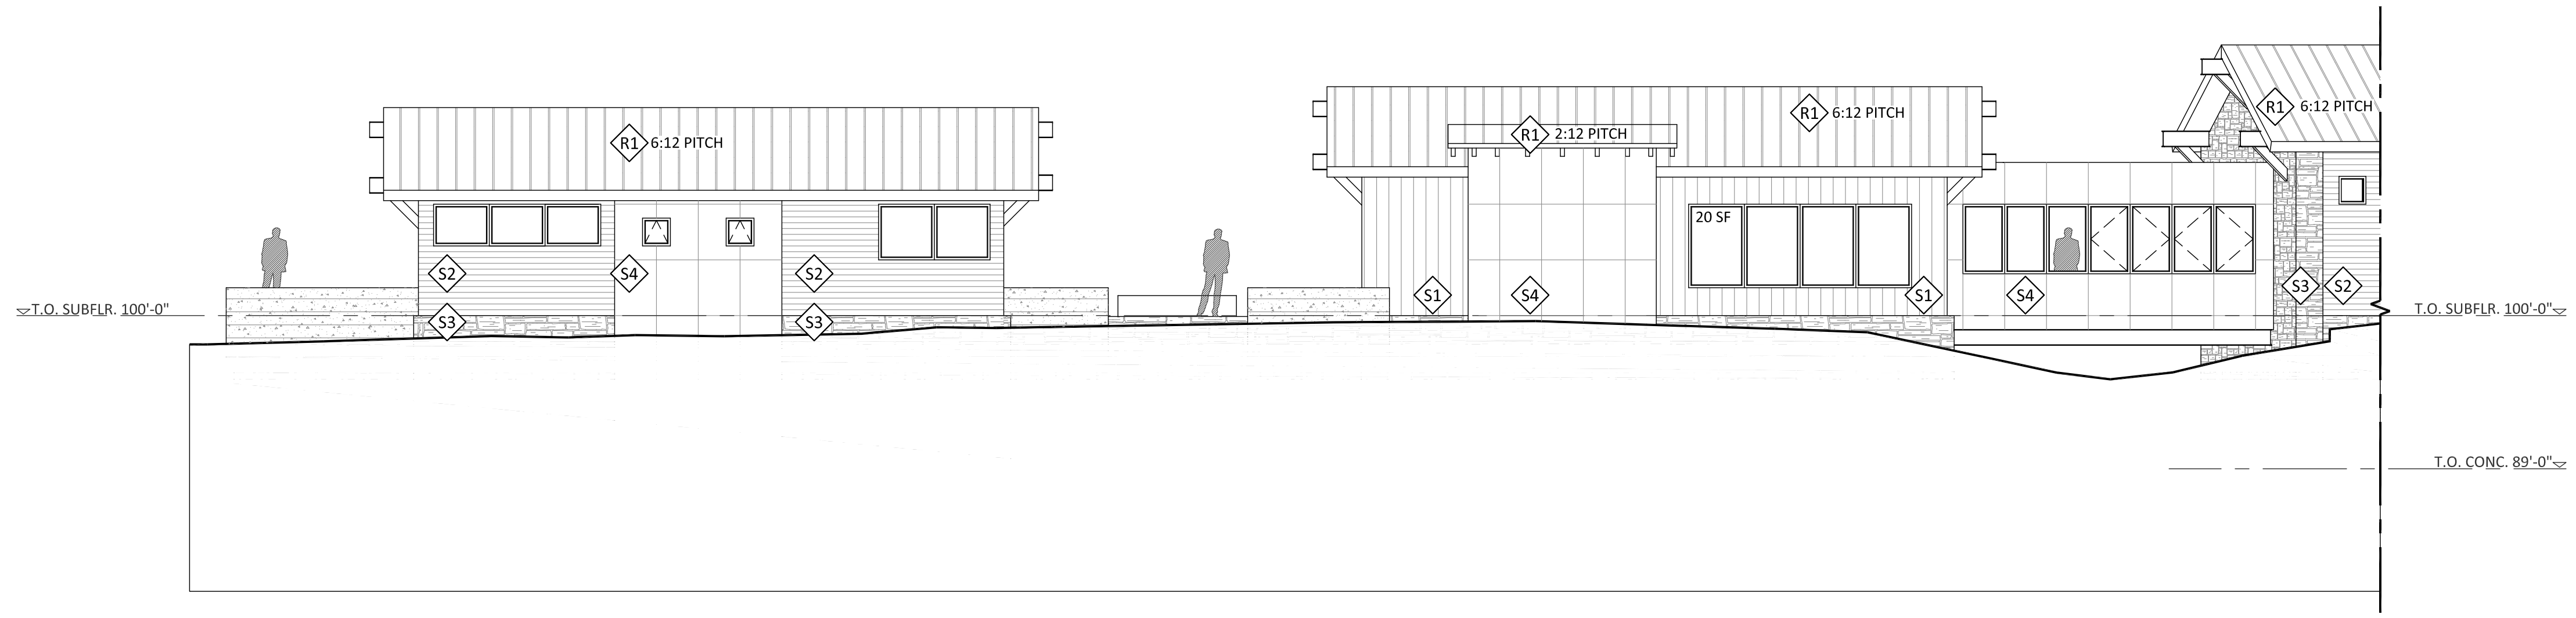 R1 6:12 PITCH
R1 2:12 PITCH
R1 6:12 PITCH
R1 6:12 PITCH
20 SF
S2
S4
S2
S1
S4
S1
S4
S3
S2
T.O. SUBFLR. 100'-0"
S3
S3
T.O. SUBFLR. 100'-0"
T.O. CONC. 89'-0"